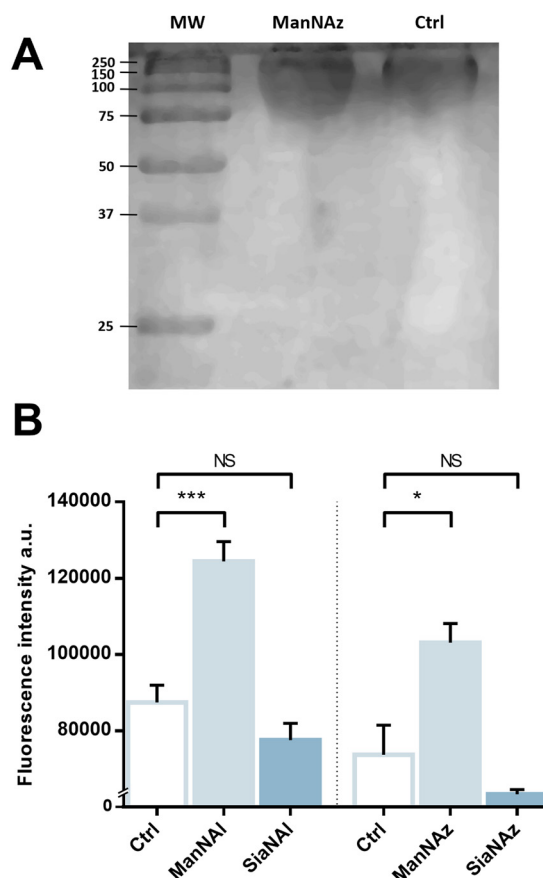 MW ManNAz Ctrl
A
250
150
100
75
50
37
25
B
NS NS
*** *
Fluorescence intensity a.u.
140000
120000
100000
80000
0
Ctrl ManNAl SiaNAl Ctrl ManNAz SiaNAz